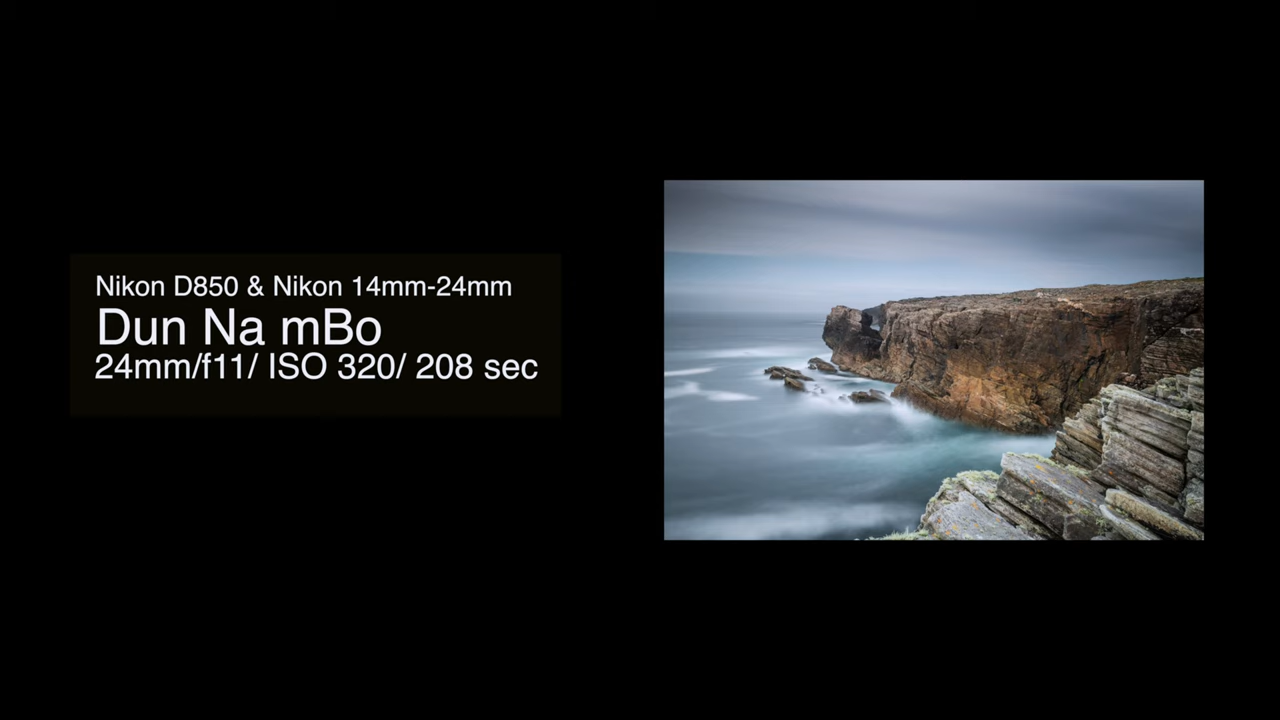 Nikon D850 & Nikon 14mm-24mm
Dun Na mBo
24mm/f11/ ISO 320/ 208 sec